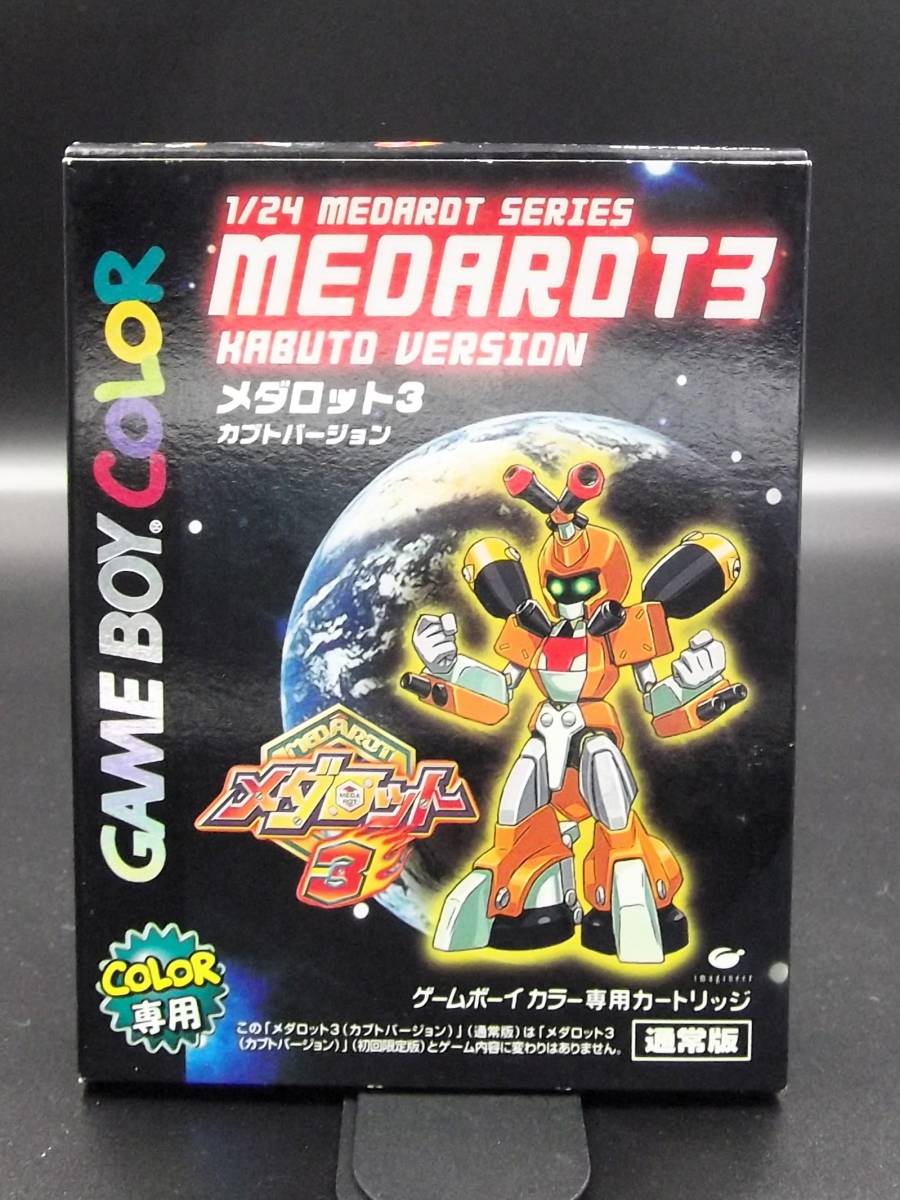 1/24 MEDAROT SERIES
MEDAROT3
KABUTO VERSION
メダロット3
カブトバージョン
GAME BOY® COLOR
MEDAROT
メダロット
MEDA
ROT
3
COLOR
専用
imagineer
ゲームボーイ カラー専用カートリッジ
この「メダロット3(カブトバージョン)」(通常版)は「メダロット3
(カブトバージョン)」(初回限定版)とゲーム内容に変わりはありません。
通常版